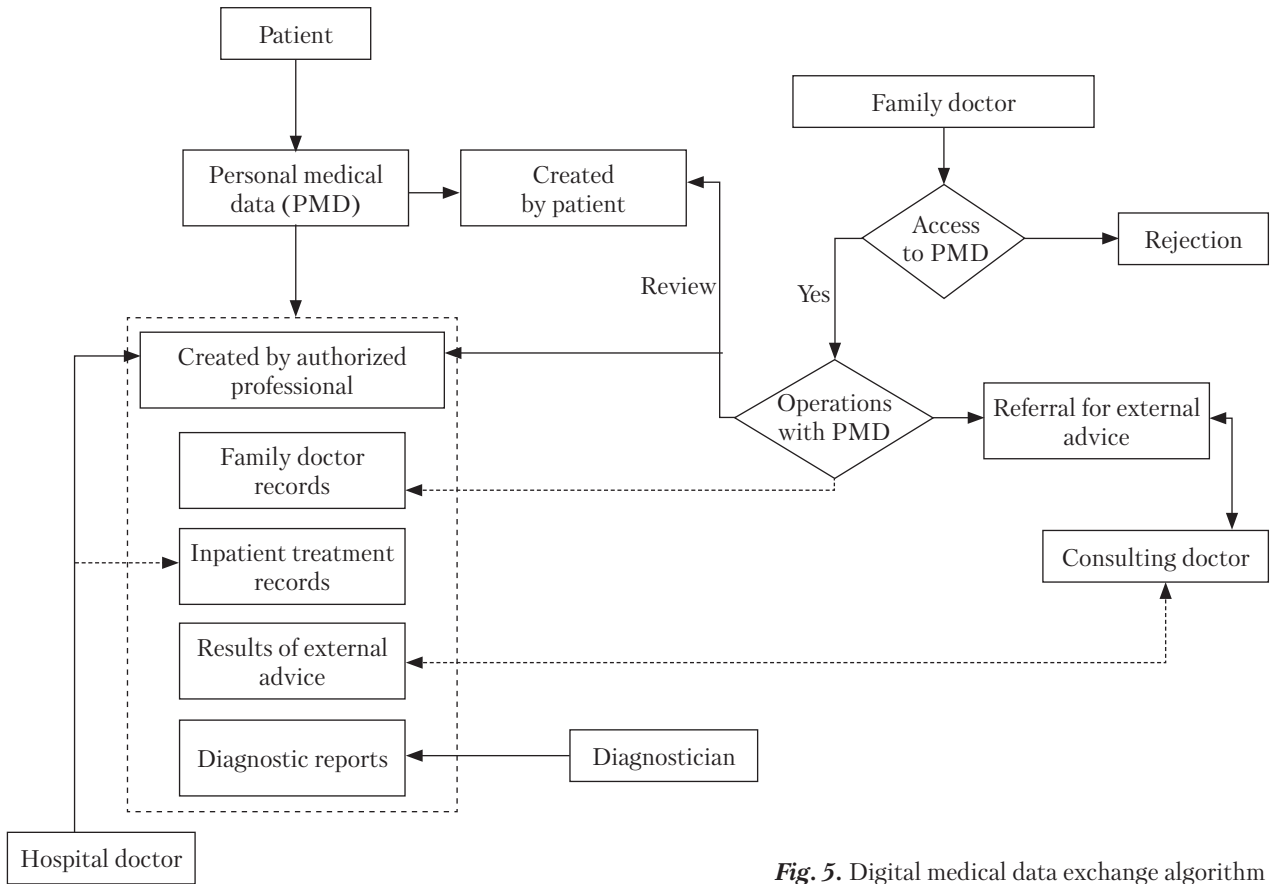 Patient
Family doctor
Personal medical
data (PMD)
Created
by patient
Access
to PMD
Rejection
Review
Yes
Created by authorized
professional
Operations
with PMD
Referral for external
advice
Family doctor
records
Inpatient treatment
records
Consulting doctor
Results of external
advice
Diagnostic reports
Diagnostician
Hospital doctor
Fig. 5. Digital medical data exchange algorithm